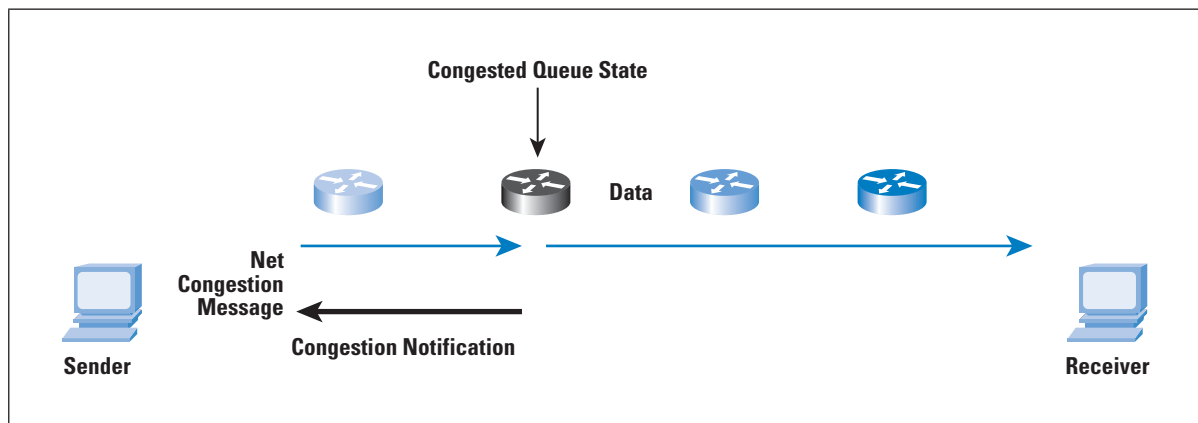 Congested Queue State
Data
Net
Congestion
Message
Congestion Notification
Sender
Receiver